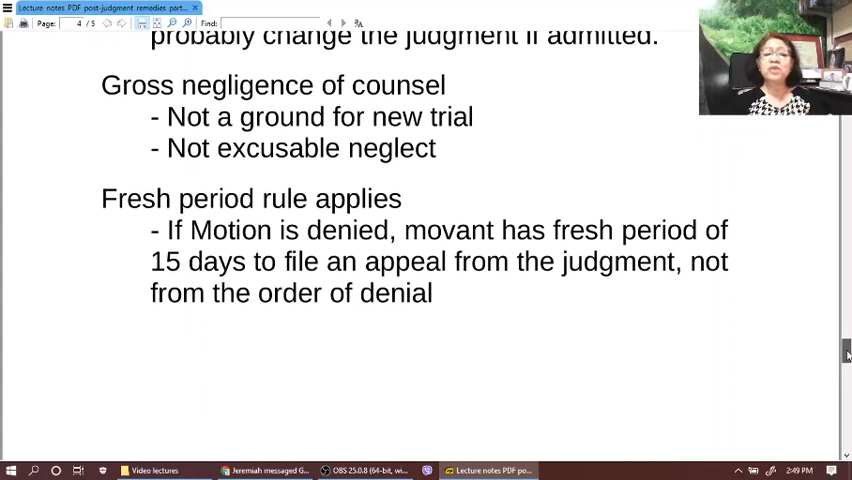 Lecture notes PDF post-judgment remedies part...
Page: 4 / 5 Find:
probably change the judgment if admitted.
Gross negligence of counsel
- Not a ground for new trial
- Not excusable neglect
Fresh period rule applies
- If Motion is denied, movant has fresh period of
15 days to file an appeal from the judgment, not
from the order of denial
Video lectures Jeremiah messaged G... OBS 25.0.8 (64-bit, wi... Lecture notes PDF po... 2:49 PM